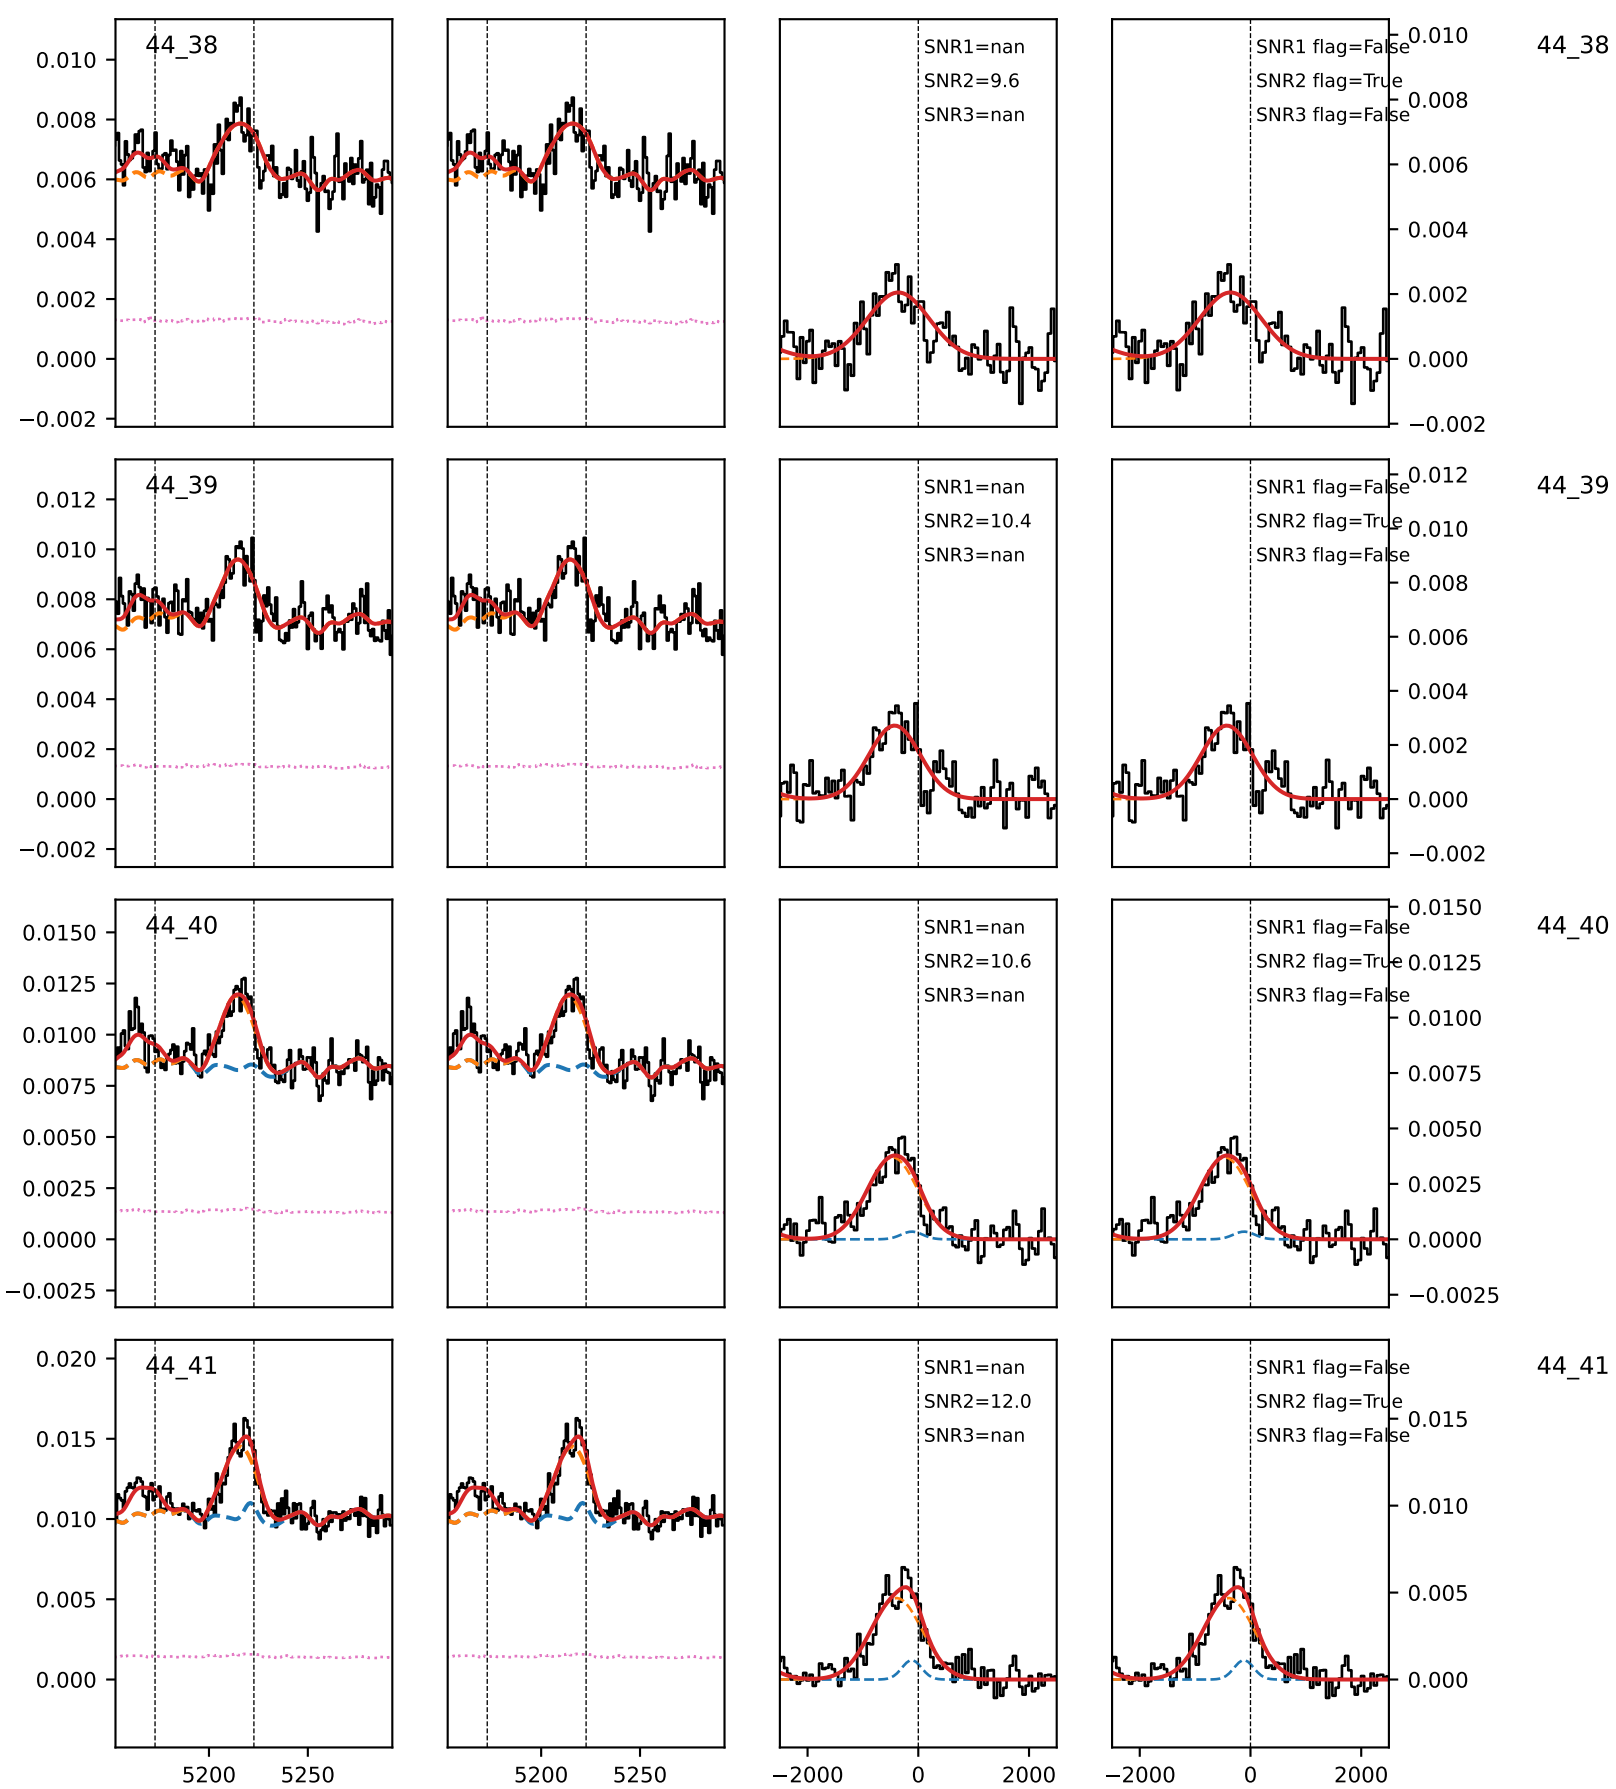 44_38
SNR1=nan
SNR2=9.6
SNR3=nan
SNR1 flag=False
SNR2 flag=True
SNR3 flag=False
44_38
0.010
0.008
0.006
0.004
0.002
0.000
−0.002
0.010
0.008
0.006
0.004
0.002
0.000
−0.002
44_39
SNR1=nan
SNR2=10.4
SNR3=nan
SNR1 flag=False
SNR2 flag=True
SNR3 flag=False
44_39
0.012
0.010
0.008
0.006
0.004
0.002
0.000
−0.002
0.012
0.010
0.008
0.006
0.004
0.002
0.000
−0.002
44_40
SNR1=nan
SNR2=10.6
SNR3=nan
SNR1 flag=False
SNR2 flag=True
SNR3 flag=False
44_40
0.0150
0.0125
0.0100
0.0075
0.0050
0.0025
0.0000
−0.0025
0.0150
0.0125
0.0100
0.0075
0.0050
0.0025
0.0000
−0.0025
44_41
SNR1=nan
SNR2=12.0
SNR3=nan
SNR1 flag=False
SNR2 flag=True
SNR3 flag=False
44_41
0.020
0.015
0.010
0.005
0.000
0.015
0.010
0.005
0.000
5200 5250
5200 5250
−2000 0 2000
−2000 0 2000